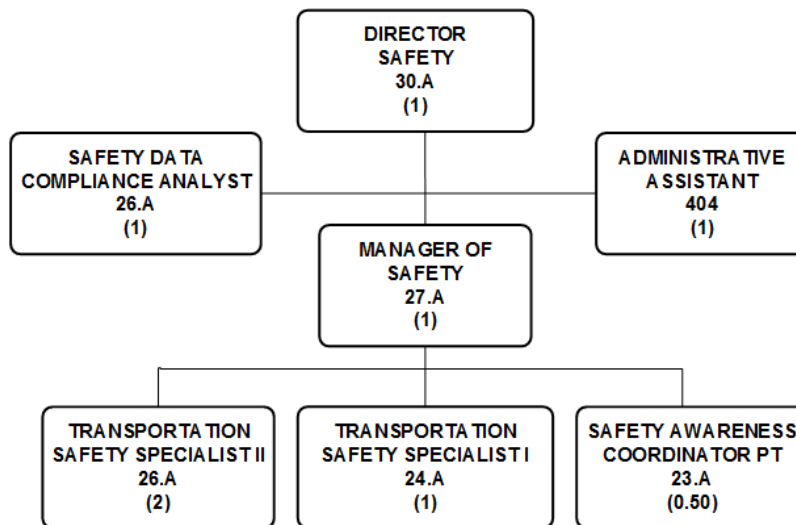 DIRECTOR
SAFETY
30.A
(1)
SAFETY DATA
COMPLIANCE ANALYST
26.A
(1)
ADMINISTRATIVE
ASSISTANT
404
(1)
MANAGER OF
SAFETY
27.A
(1)
TRANSPORTATION
SAFETY SPECIALIST II
26.A
(2)
TRANSPORTATION
SAFETY SPECIALIST I
24.A
(1)
SAFETY AWARENESS
COORDINATOR PT
23.A
(0.50)